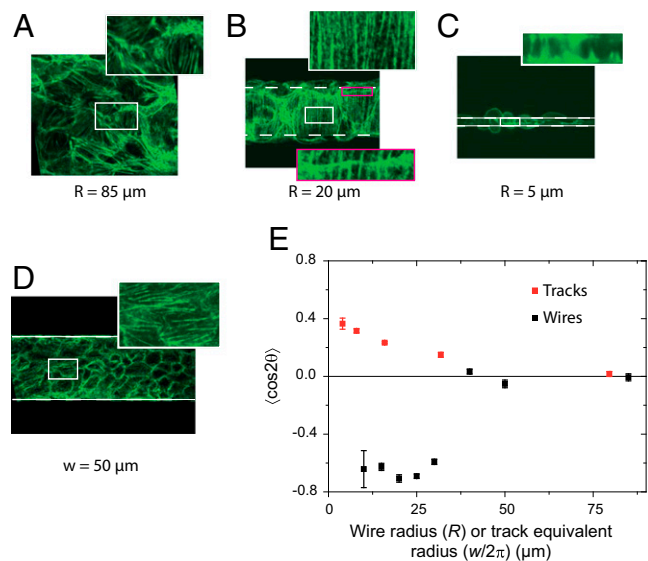 A
B
C
R = 85 μm
R = 20 μm
R = 5 μm
D
w = 50 μm
E
0.8
0.4
0.0
-0.4
-0.8
⟨cos2θ⟩
Tracks
Wires
0
25
50
75
Wire radius (R) or track equivalent
radius (w/2π) (μm)